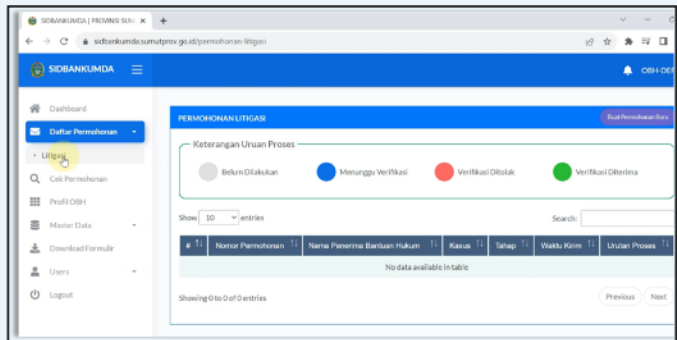 SIDBANKUMDA | PROVINSI SUM
sidbankumda.sumutprov.go.id/permohonan-litigasi
SIDBANKUMDA
OBH-DE
Dashboard
Daftar Permohonan
Litigasi
Cek Permohonan
Profil OBH
Master Data
Download Formulir
Users
Logout
PERMOHONAN LITIGASI
Buat Permohonan Baru
Keterangan Uruan Proses
Belum Dilakukan
Menunggu Verifikasi
Verifikasi Ditolak
Verifikasi Diterima
Show 10 entries
Search:
# Nomor Permohonan Nama Penerima Bantuan Hukum Kasus Tahap Waktu Kirim Urutan Proses
No data available in table
Showing 0 to 0 of 0 entries
Previous Next